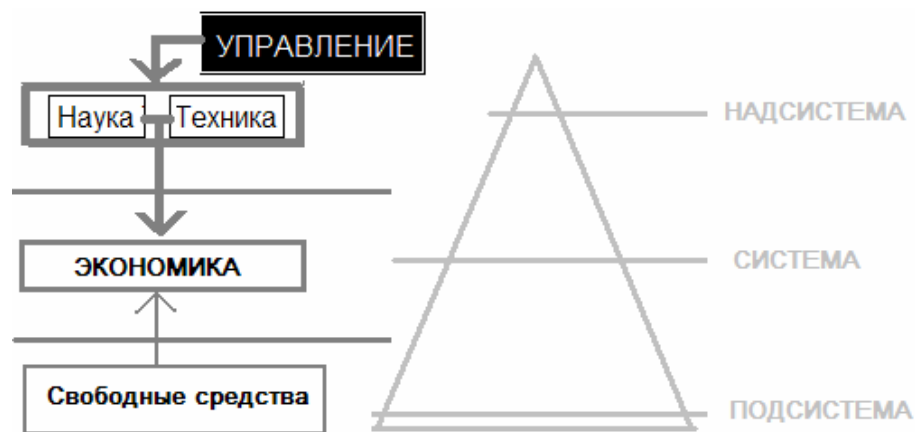 УПРАВЛЕНИЕ
Наука Техника
НАДСИСТЕМА
ЭКОНОМИКА
СИСТЕМА
Свободные средства
ПОДСИСТЕМА